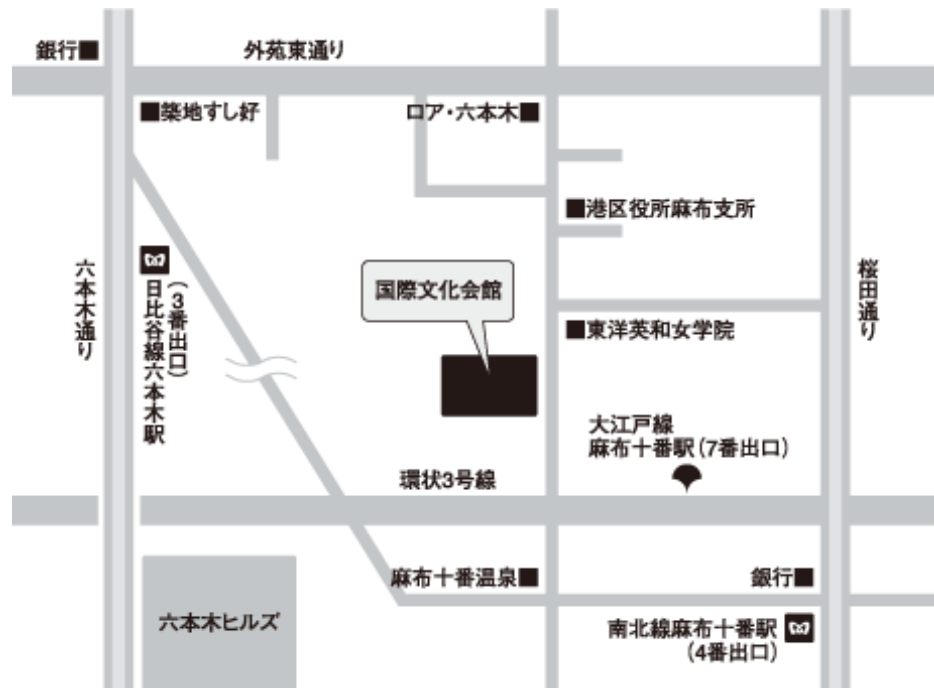 銀行■
外苑東通り
■築地すし好
ロア・六本木■
■港区役所麻布支所
六本木通り
日比谷線六本木駅
(3番出口)
国際文化会館
桜田通り
■東洋英和女学院
大江戸線
麻布十番駅(7番出口)
環状3号線
麻布十番温泉■
銀行■
六本木ヒルズ
南北線麻布十番駅
(4番出口)